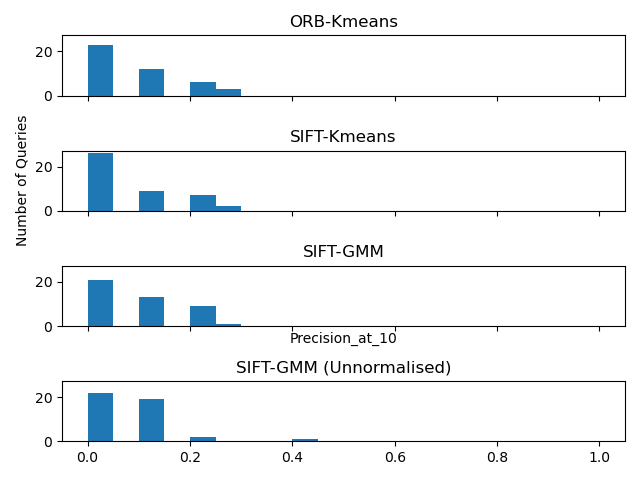 ORB-Kmeans
20
0
SIFT-Kmeans
20
0
Number of Queries
SIFT-GMM
20
0
Precision_at_10
SIFT-GMM (Unnormalised)
20
0
0.0 0.2 0.4 0.6 0.8 1.0